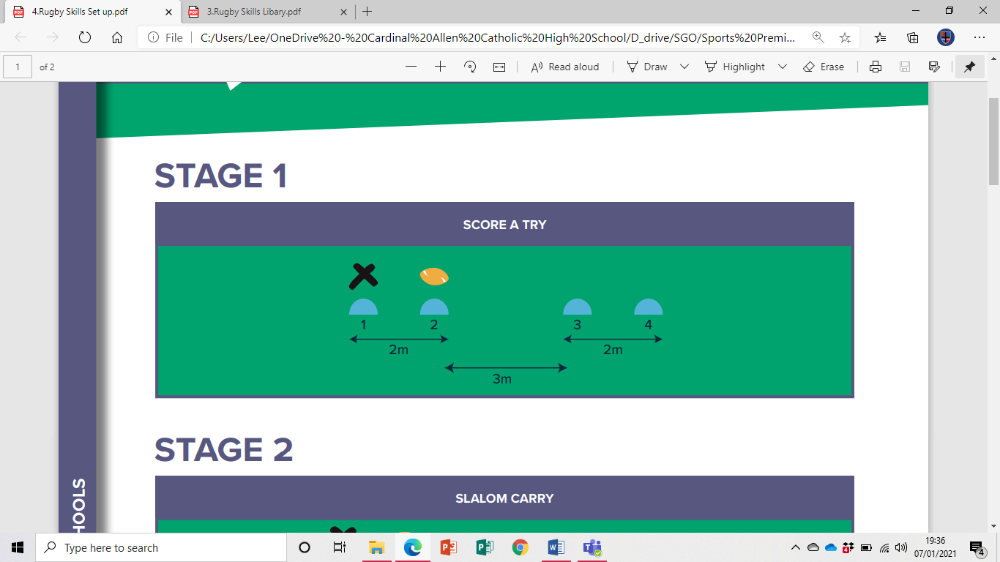 4.Rugby Skills Set up.pdf
3.Rugby Skills Libary.pdf
File
C:/Users/Lee/OneDrive%20-%20Cardinal%20Allen%20Catholic%20High%20School/D_drive/SGO/Sports%20Premi...
1 of 2
Read aloud
Draw
Highlight
Erase
STAGE 1
SCORE A TRY
1 2 3 4
2m 2m
3m
STAGE 2
SLALOM CARRY
HOOLS
Type here to search
19:36
07/01/2021
4